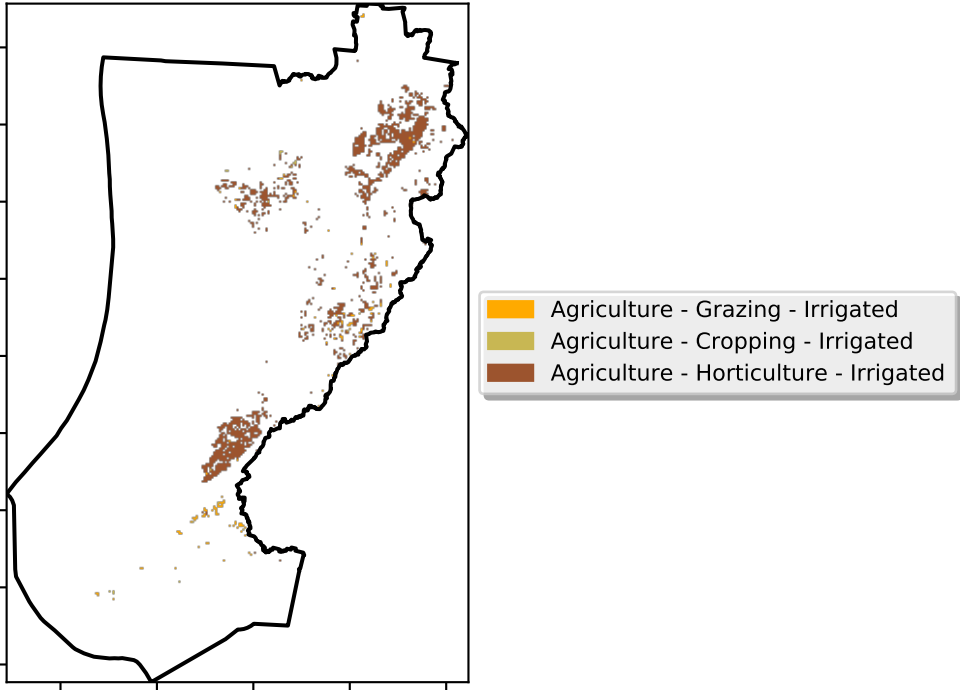 Agriculture - Grazing - Irrigated
Agriculture - Cropping - Irrigated
Agriculture - Horticulture - Irrigated